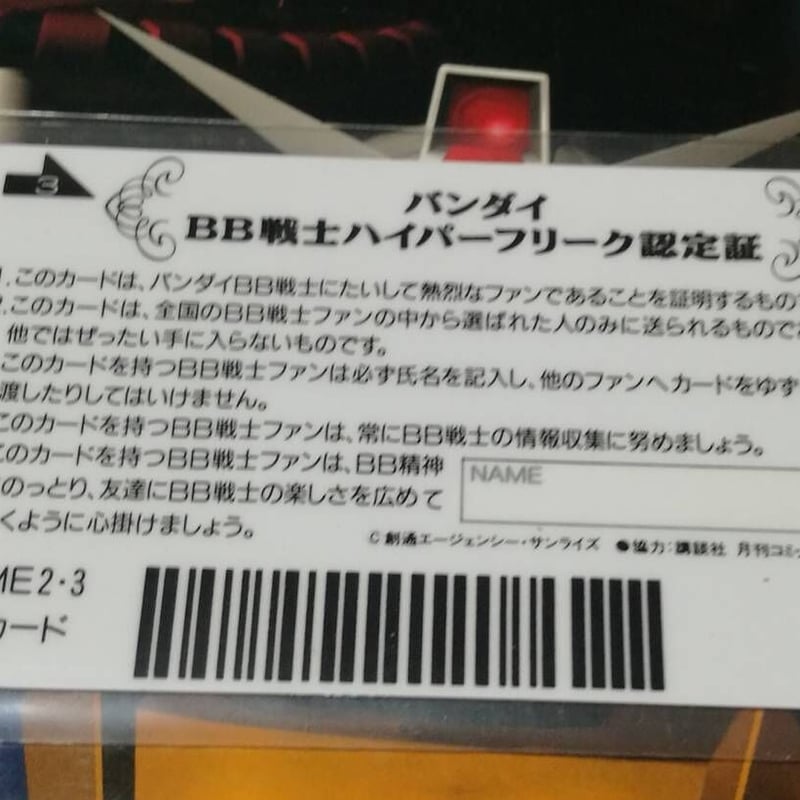 3
バンダイ
BB戦士ハイパーフリーク認定証
1.このカードは、バンダイBB戦士にたいして熱烈なファンであることを証明するもので
2.このカードは、全国のBB戦士ファンの中から選ばれた人のみに送られるもので
他ではぜったい手に入らないものです。
このカードを持つBB戦士ファンは必ず氏名を記入し、他のファンへカードをゆず
渡したりしてはいけません。
このカードを持つBB戦士ファンは、常にBB戦士の情報収集に努めましょう。
このカードを持つBB戦士ファンは、BB精神
のっとり、友達にBB戦士の楽しさを広めて
くように心掛けましょう。
NAME
C 創通エージェンシー・サンライズ ●協力:講談社 月刊コミ
ME2・3
カード